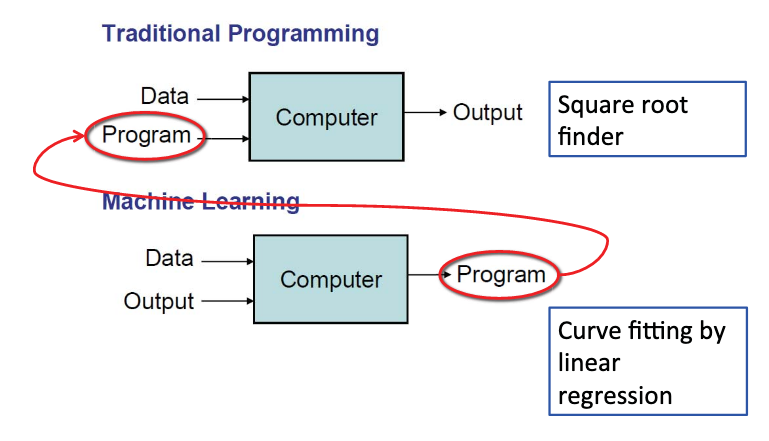 Traditional Programming
Data
Program
Computer
Output
Square root
finder
Machine Learning
Data
Output
Computer
Program
Curve fitting by
linear
regression